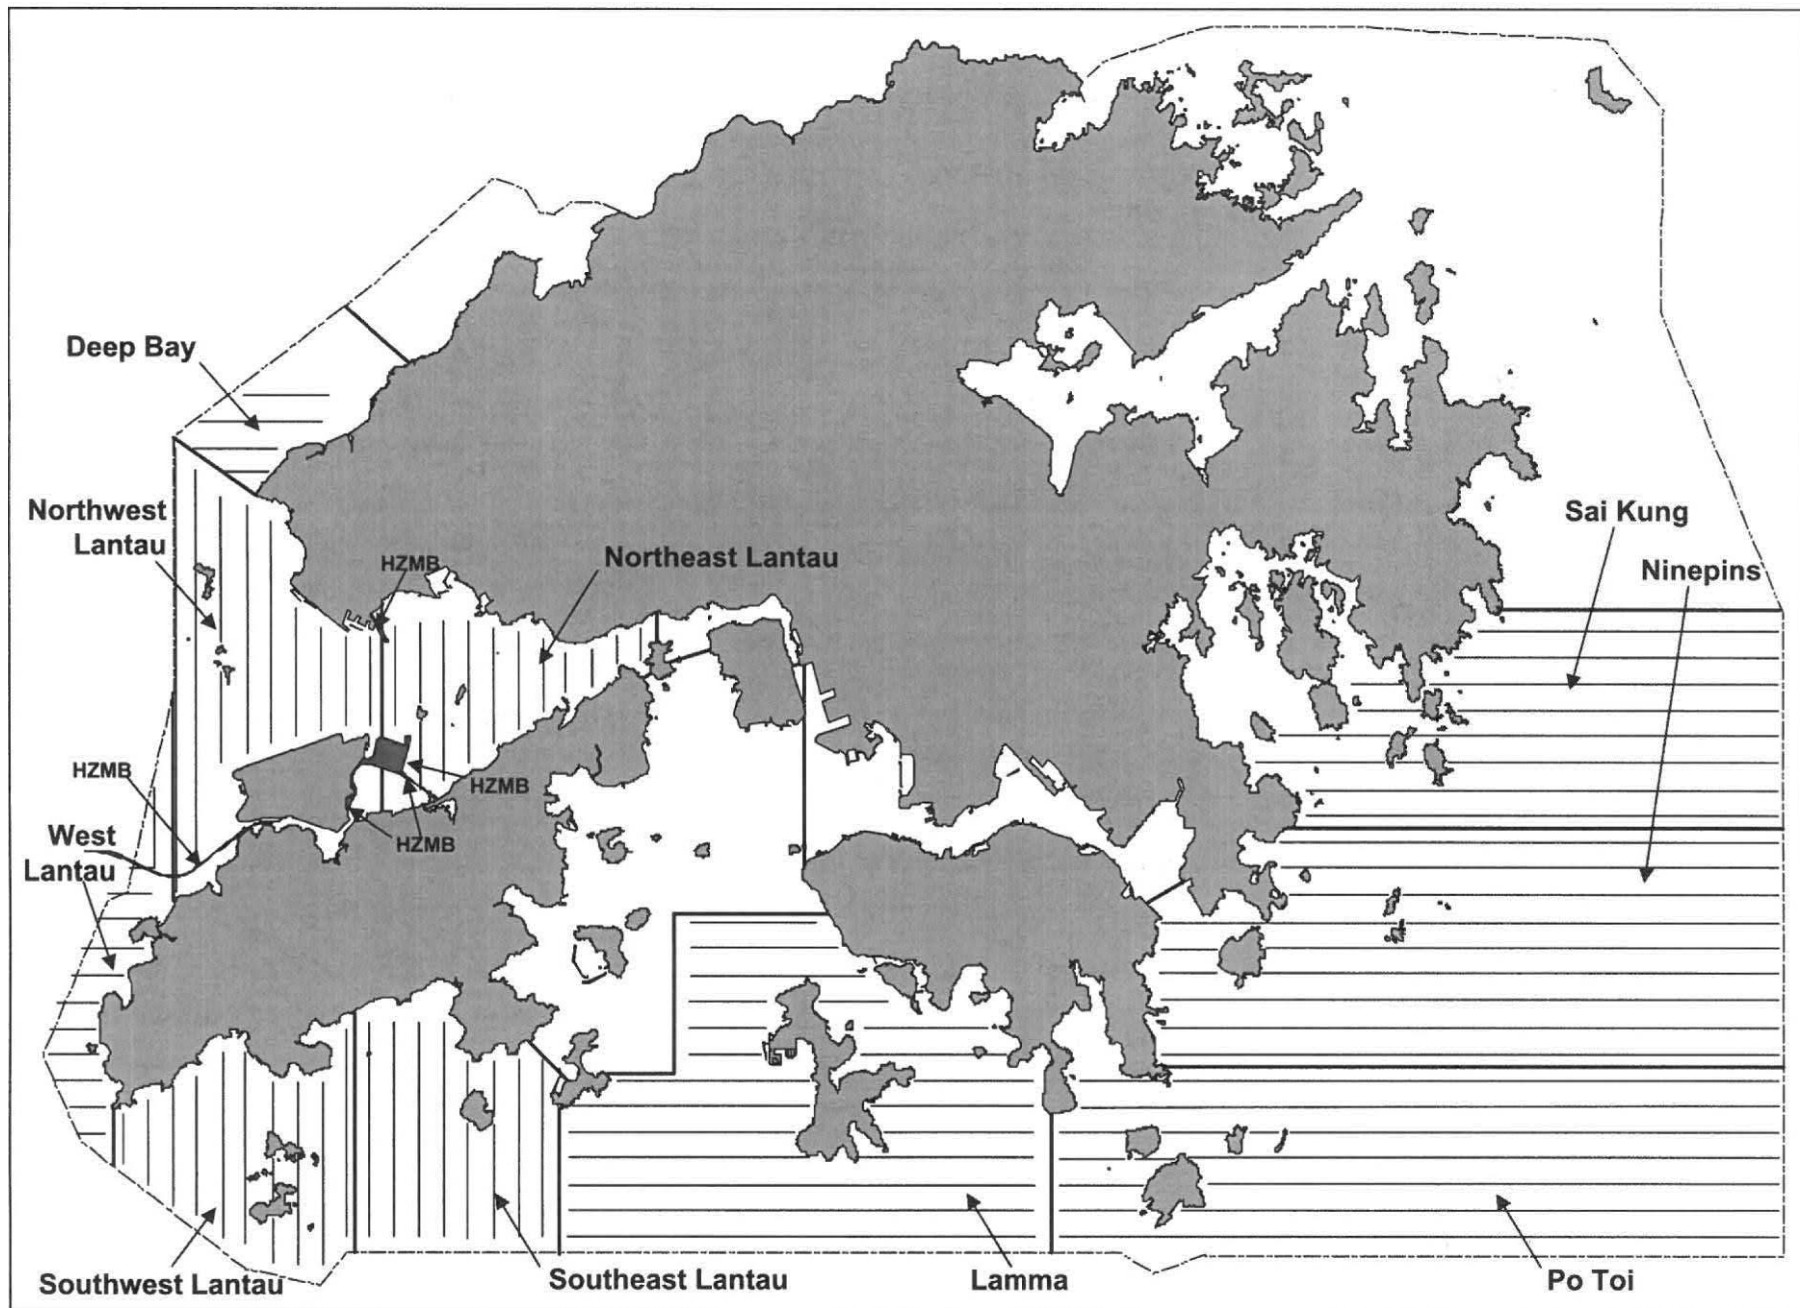 Deep Bay
Northwest
Lantau
HZMB
Northeast Lantau
Sai Kung
Ninepins
HZMB
HZMB
HZMB
West
Lantau
Southwest Lantau
Southeast Lantau
Lamma
Po Toi